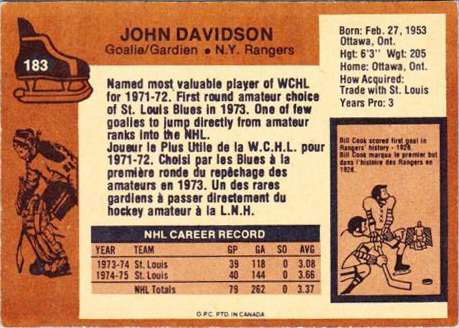 183
JOHN DAVIDSON
Goalie/Gardien • N.Y. Rangers
Born: Feb. 27, 1953
Ottawa, Ont.
Hgt: 6'3" Wgt: 205
Home: Ottawa, Ont.
How Acquired:
Trade with St. Louis
Years Pro: 3
Named most valuable player of WCHL
for 1971-72. First round amateur choice
of St. Louis Blues in 1973. One of few
goalies to jump directly from amateur
ranks into the NHL.
Joueur le Plus Utile de la W.C.H.L. pour
1971-72. Choisi par les Blues à la
première ronde du repêchage des
amateurs en 1973. Un des rares
gardiens à passer directement du
hockey amateur à la L.N.H.
Bill Cook scored first goal in
Rangers' history - 1926.
Bill Cook marque le premier but
dans l'histoire des Rangers en
1926.
NHL CAREER RECORD
YEAR TEAM GP GA SO AVG
1973-74 St. Louis 39 118 0 3.08
1974-75 St. Louis 40 144 0 3.66
NHL Totals 79 262 0 3.37
O.P.C. PTD. IN CANADA